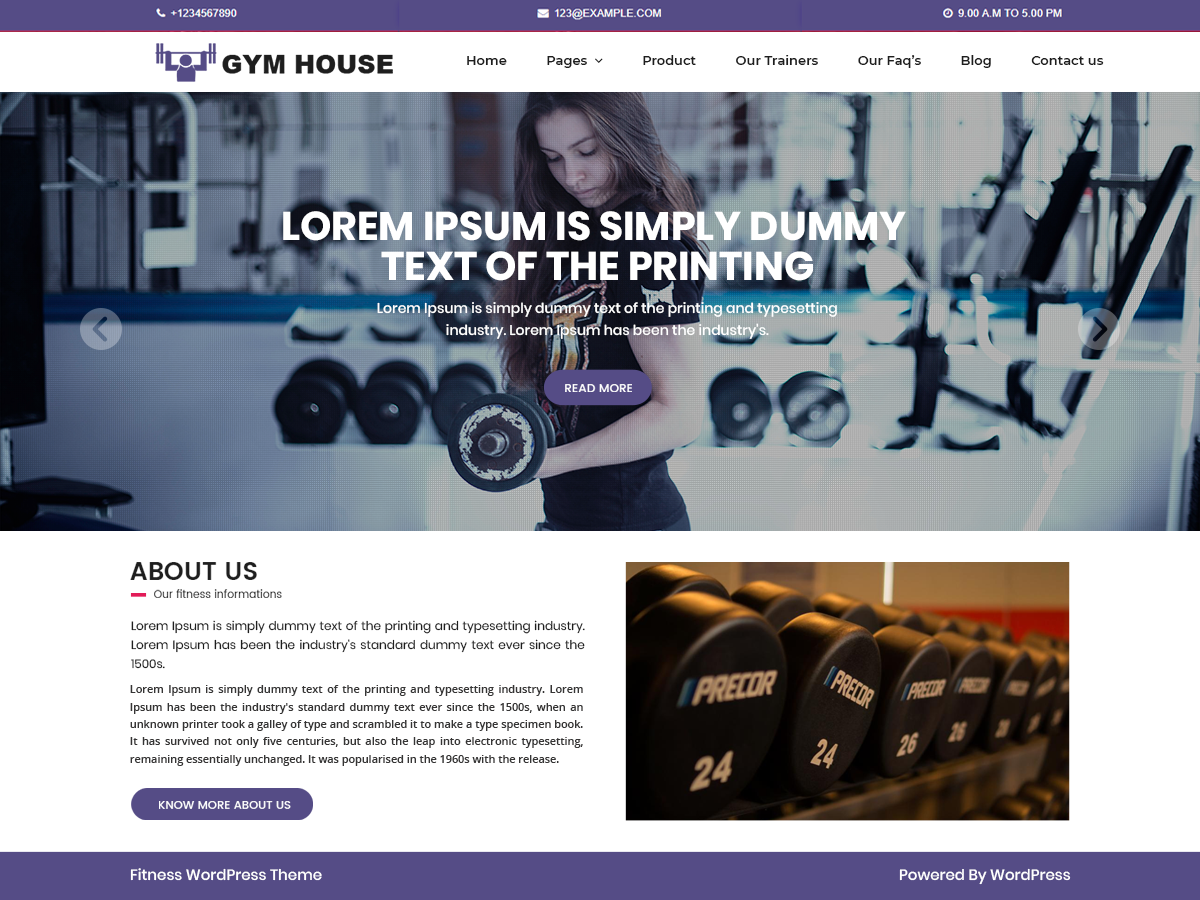 +1234567890
123@EXAMPLE.COM
9.00 A.M TO 5.00 PM
GYM HOUSE
Home
Pages
Product
Our Trainers
Our Faq's
Blog
Contact us
LOREM IPSUM IS SIMPLY DUMMY
TEXT OF THE PRINTING
Lorem Ipsum is simply dummy text of the printing and typesetting
industry. Lorem Ipsum has been the industry's.
READ MORE
ABOUT US
Our fitness informations
Lorem Ipsum is simply dummy text of the printing and typesetting industry.
Lorem Ipsum has been the industry's standard dummy text ever since the
1500s.
Lorem Ipsum is simply dummy text of the printing and typesetting industry. Lorem
Ipsum has been the industry's standard dummy text ever since the 1500s, when an
unknown printer took a galley of type and scrambled it to make a type specimen book.
It has survived not only five centuries, but also the leap into electronic typesetting,
remaining essentially unchanged. It was popularised in the 1960s with the release.
KNOW MORE ABOUT US
PRECOR
24
PRECOR
24
PRECOR
26
PRECOR
26
Fitness WordPress Theme
Powered By WordPress